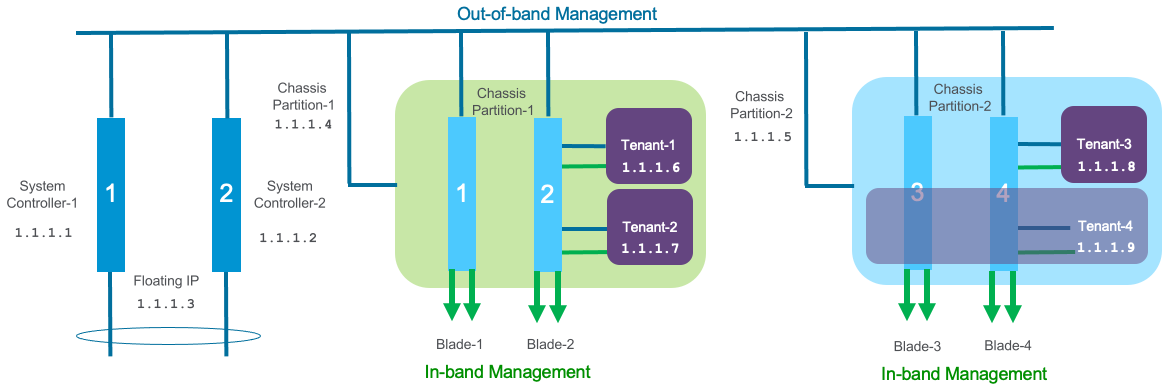 Out-of-band Management
Chassis
Partition-1
1.1.1.4
Chassis
Partition-1
Chassis
Partition-2
1.1.1.5
Chassis
Partition-2
System
Controller-1
1.1.1.1
1
2
System
Controller-2
1.1.1.2
Floating IP
1.1.1.3
1
2
Tenant-1
1.1.1.6
Tenant-2
1.1.1.7
3
4
Tenant-3
1.1.1.8
Tenant-4
1.1.1.9
Blade-1
Blade-2
In-band Management
Blade-3
Blade-4
In-band Management